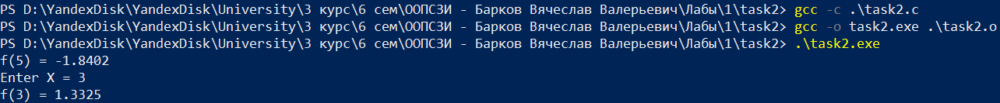 PS D:\YandexDisk\YandexDisk\University\3 курс\6 сем\ООПСЗИ - Барков Вячеслав Валерьевич\Лабы\1\task2> gcc -c .\task2.c
PS D:\YandexDisk\YandexDisk\University\3 курс\6 сем\ООПСЗИ - Барков Вячеслав Валерьевич\Лабы\1\task2> gcc -o task2.exe .\task2.o
PS D:\YandexDisk\YandexDisk\University\3 курс\6 сем\ООПСЗИ - Барков Вячеслав Валерьевич\Лабы\1\task2> .\task2.exe
f(5) = -1.8402
Enter X = 3
f(3) = 1.3325